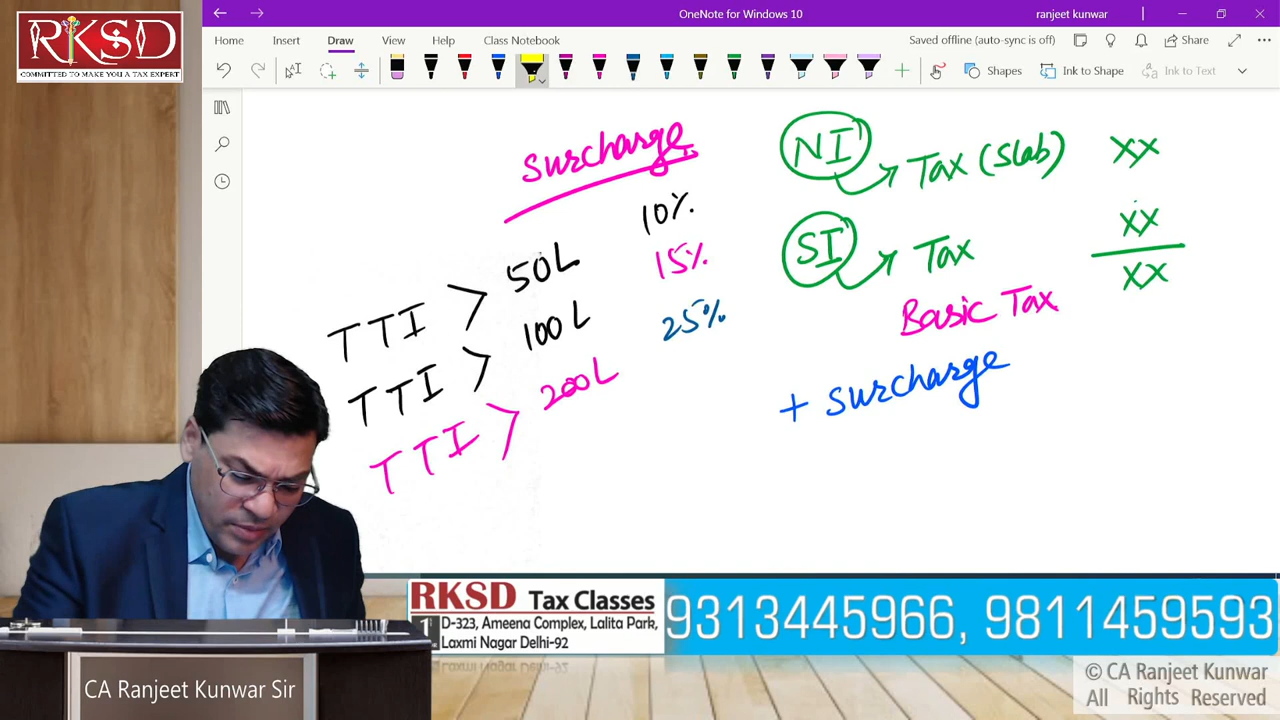 RKSD
COMMITTED TO MAKE YOU A TAX EXPERT
OneNote for Windows 10
ranjeet kunwar
Home Insert Draw View Help Class Notebook
Saved offline (auto-sync is off)
Share
Shapes
Ink to Shape
Ink to Text
surcharge
10%
TTI > 50L
15%
TTI > 100L
25%
TTI > 200L
NI
Tax (Slab) XX
SI
Tax XX
Basic Tax XX
+ surcharge
RKSD Tax Classes
D-323, Ameena Complex, Lalita Park,
Laxmi Nagar Delhi-92
9313445966, 9811459593
CA Ranjeet Kunwar Sir
© CA Ranjeet Kunwar
All Rights Reserved